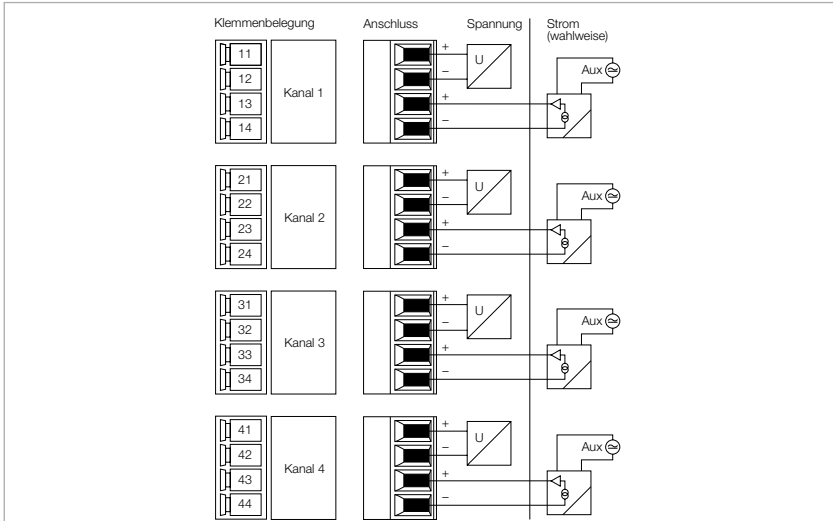 Klemmenbelegung Anschluss Spannung Strom
(wahlweise)
11
12
13
14
Kanal 1
+
−
+
−
U
Aux
21
22
23
24
Kanal 2
+
−
+
−
U
Aux
31
32
33
34
Kanal 3
+
−
+
−
U
Aux
41
42
43
44
Kanal 4
+
−
+
−
U
Aux